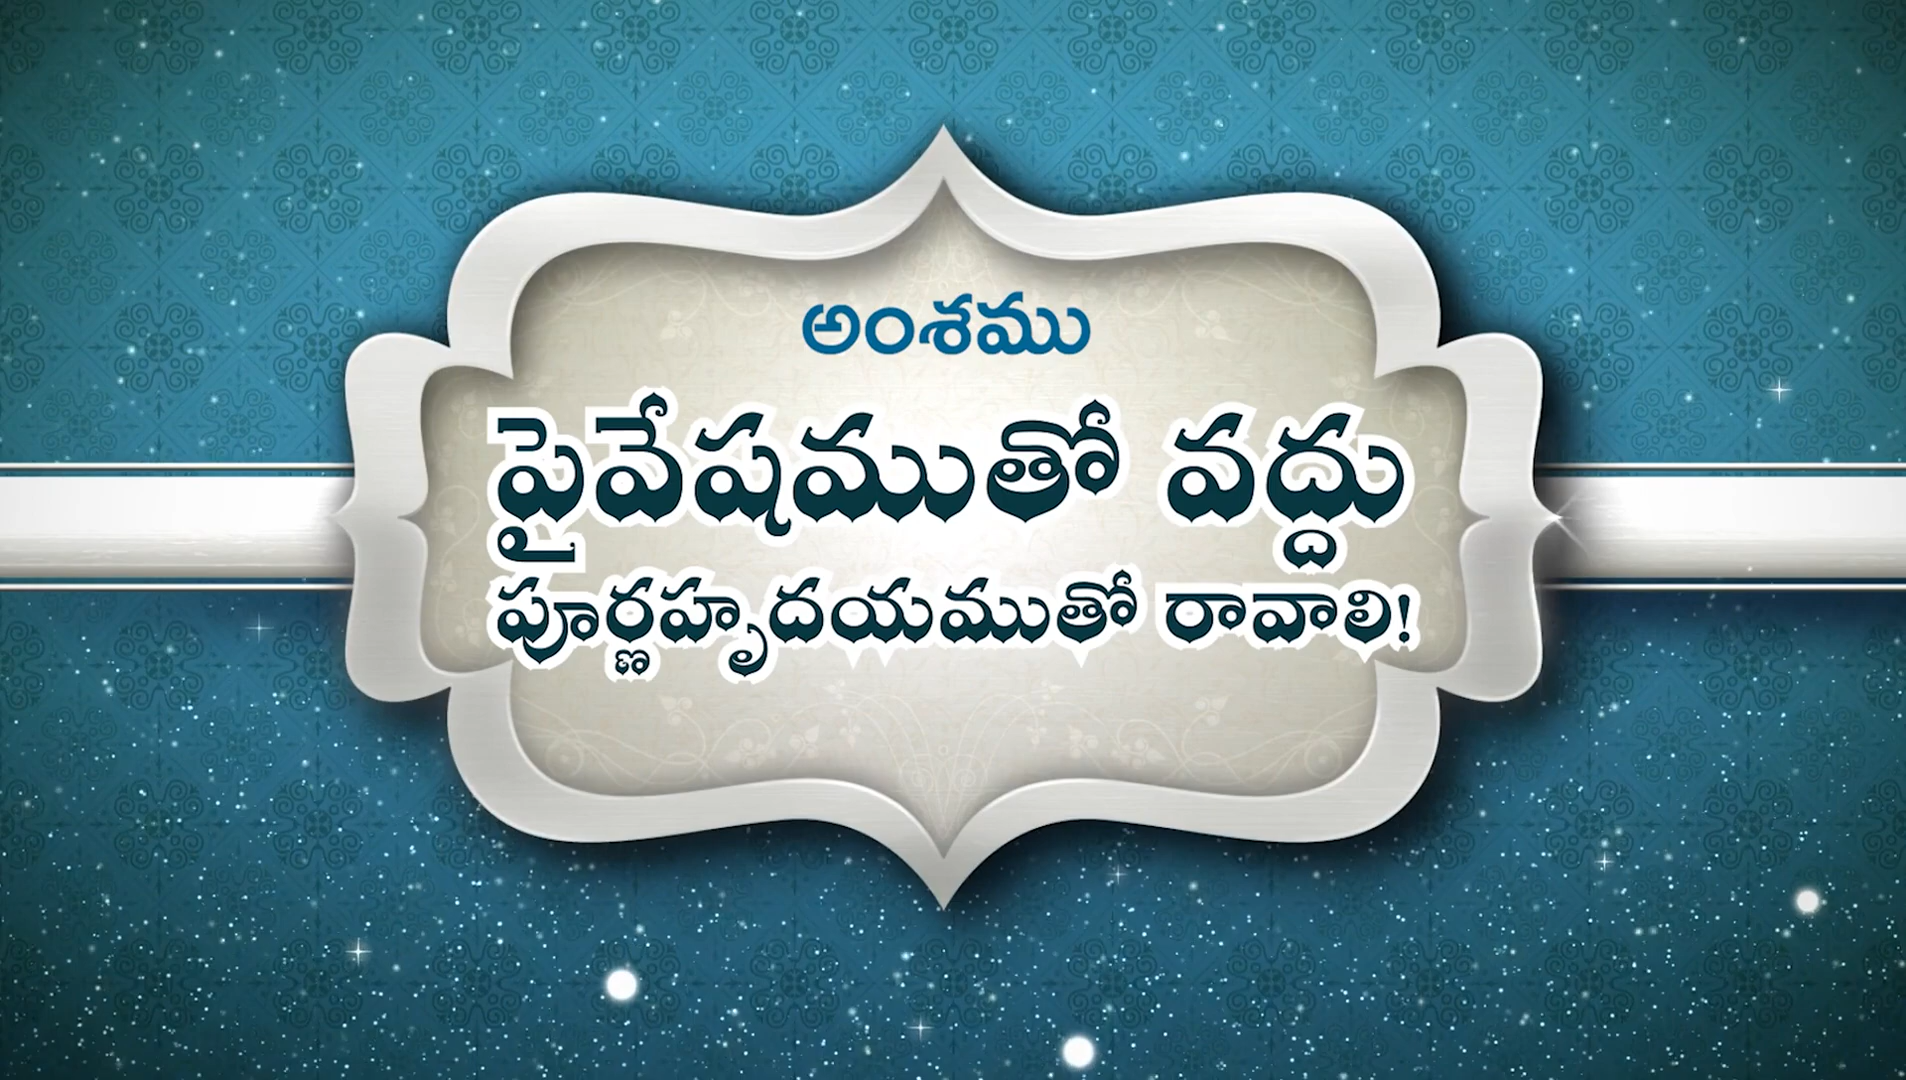 అంశము
పైవేషముతో వద్దు
పూర్ణహృదయముతో రావాలి!